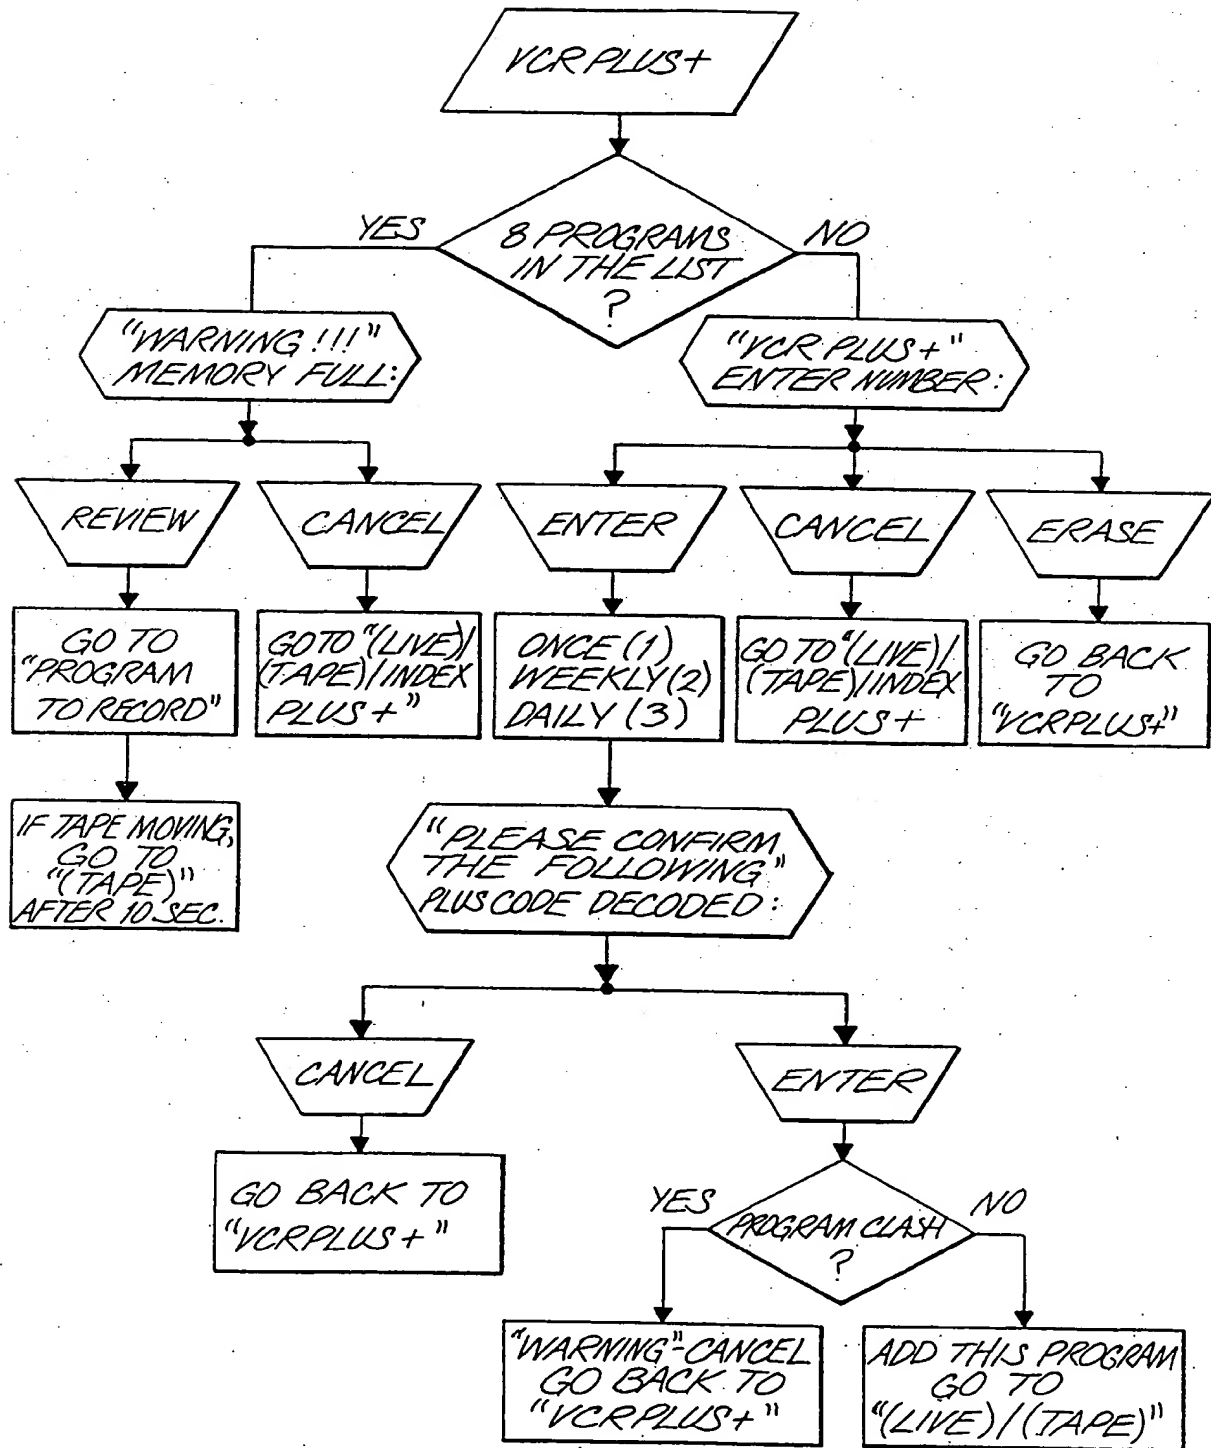 VCR PLUS+
8 PROGRAMS
IN THE LIST
?
YES
NO
"WARNING!!!"
MEMORY FULL:
"VCR PLUS+"
ENTER NUMBER:
REVIEW
CANCEL
ENTER
CANCEL
ERASE
GO TO
"PROGRAM
TO RECORD"
GO TO "(LIVE)/
(TAPE)/INDEX
PLUS+"
ONCE (1)
WEEKLY (2)
DAILY (3)
GO TO "(LIVE)/
(TAPE)/INDEX
PLUS+
GO BACK
TO
"VCRPLUS+"
IF TAPE MOVING,
GO TO
"(TAPE)"
AFTER 10 SEC.
"PLEASE CONFIRM
THE FOLLOWING"
PLUSCODE DECODED:
CANCEL
ENTER
GO BACK TO
"VCRPLUS+"
YES
NO
PROGRAM CLASH
?
"WARNING"-CANCEL
GO BACK TO
"VCRPLUS+"
ADD THIS PROGRAM
GO TO
"(LIVE)/(TAPE)"